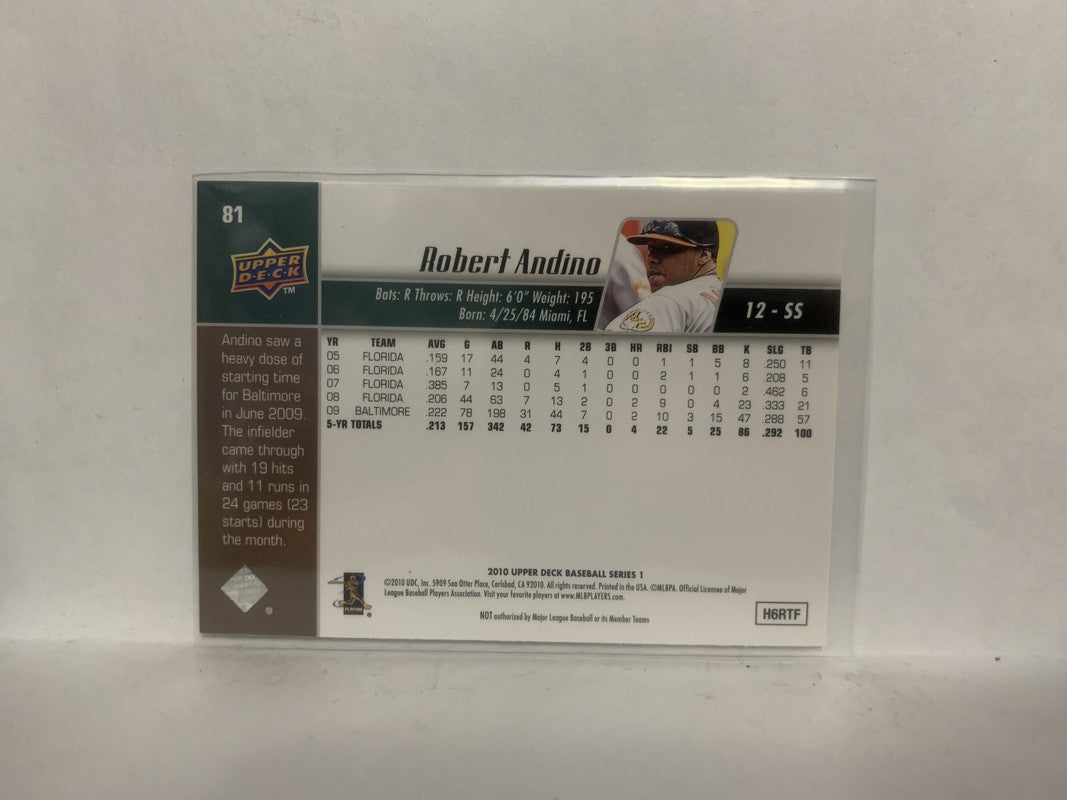 81
UPPER
D·E·C·K
TM
Robert Andino
Bats: R Throws: R Height: 6'0" Weight: 195
Born: 4/25/84 Miami, FL
12 - SS
Andino saw a
heavy dose of
starting time
for Baltimore
in June 2009.
The infielder
came through
with 19 hits
and 11 runs in
24 games (23
starts) during
the month.
YR TEAM AVG G AB R H 2B 3B HR RBI SB BB K SLG TB
05 FLORIDA .159 17 44 4 7 4 0 0 1 1 5 8 .250 11
06 FLORIDA .167 11 24 0 4 1 0 0 2 1 1 6 .208 5
07 FLORIDA .385 7 13 0 5 1 0 0 0 0 0 2 .462 6
08 FLORIDA .206 44 63 7 13 2 0 2 9 0 4 23 .333 21
09 BALTIMORE .222 78 198 31 44 7 0 2 10 3 15 47 .288 57
5-YR TOTALS .213 157 342 42 73 15 0 4 22 5 25 86 .292 100
2010 UPPER DECK BASEBALL SERIES 1
©2010 UDC, Inc. 5909 Sea Otter Place, Carlsbad, CA 92010. All rights reserved. Printed in the USA. ©MLBPA. Official Licensee of Major
League Baseball Players Association. Visit your favorite players at www.MLBPLAYERS.com.
NOT authorized by Major League Baseball or its Member Teams
PLAYERS
®
®
H6RTF